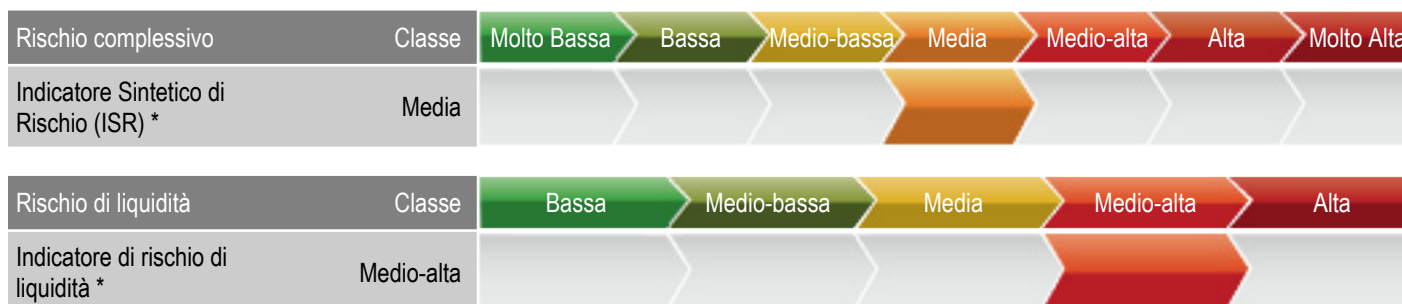 Rischio complessivo Classe Molto Bassa Bassa Medio-bassa Media Medio-alta Alta Molto Alta
Indicatore Sintetico di
Rischio (ISR) * Media
Rischio di liquidità Classe Bassa Medio-bassa Media Medio-alta Alta
Indicatore di rischio di
liquidità * Medio-alta